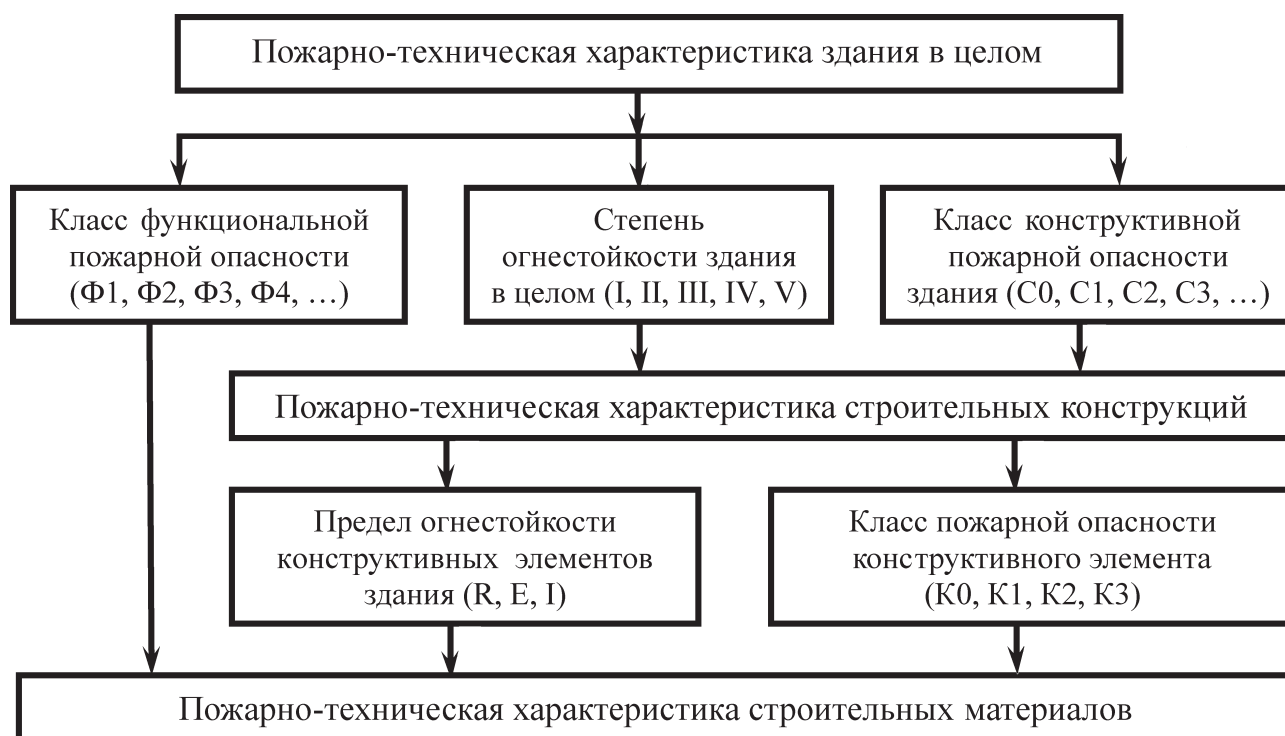 Пожарно-техническая характеристика здания в целом
Класс функциональной
пожарной опасности
(Ф1, Ф2, Ф3, Ф4, …)
Степень
огнестойкости здания
в целом (I, II, III, IV, V)
Класс конструктивной
пожарной опасности
здания (С0, С1, С2, С3, …)
Пожарно-техническая характеристика строительных конструкций
Предел огнестойкости
конструктивных элементов
здания (R, E, I)
Класс пожарной опасности
конструктивного элемента
(К0, К1, К2, К3)
Пожарно-техническая характеристика строительных материалов